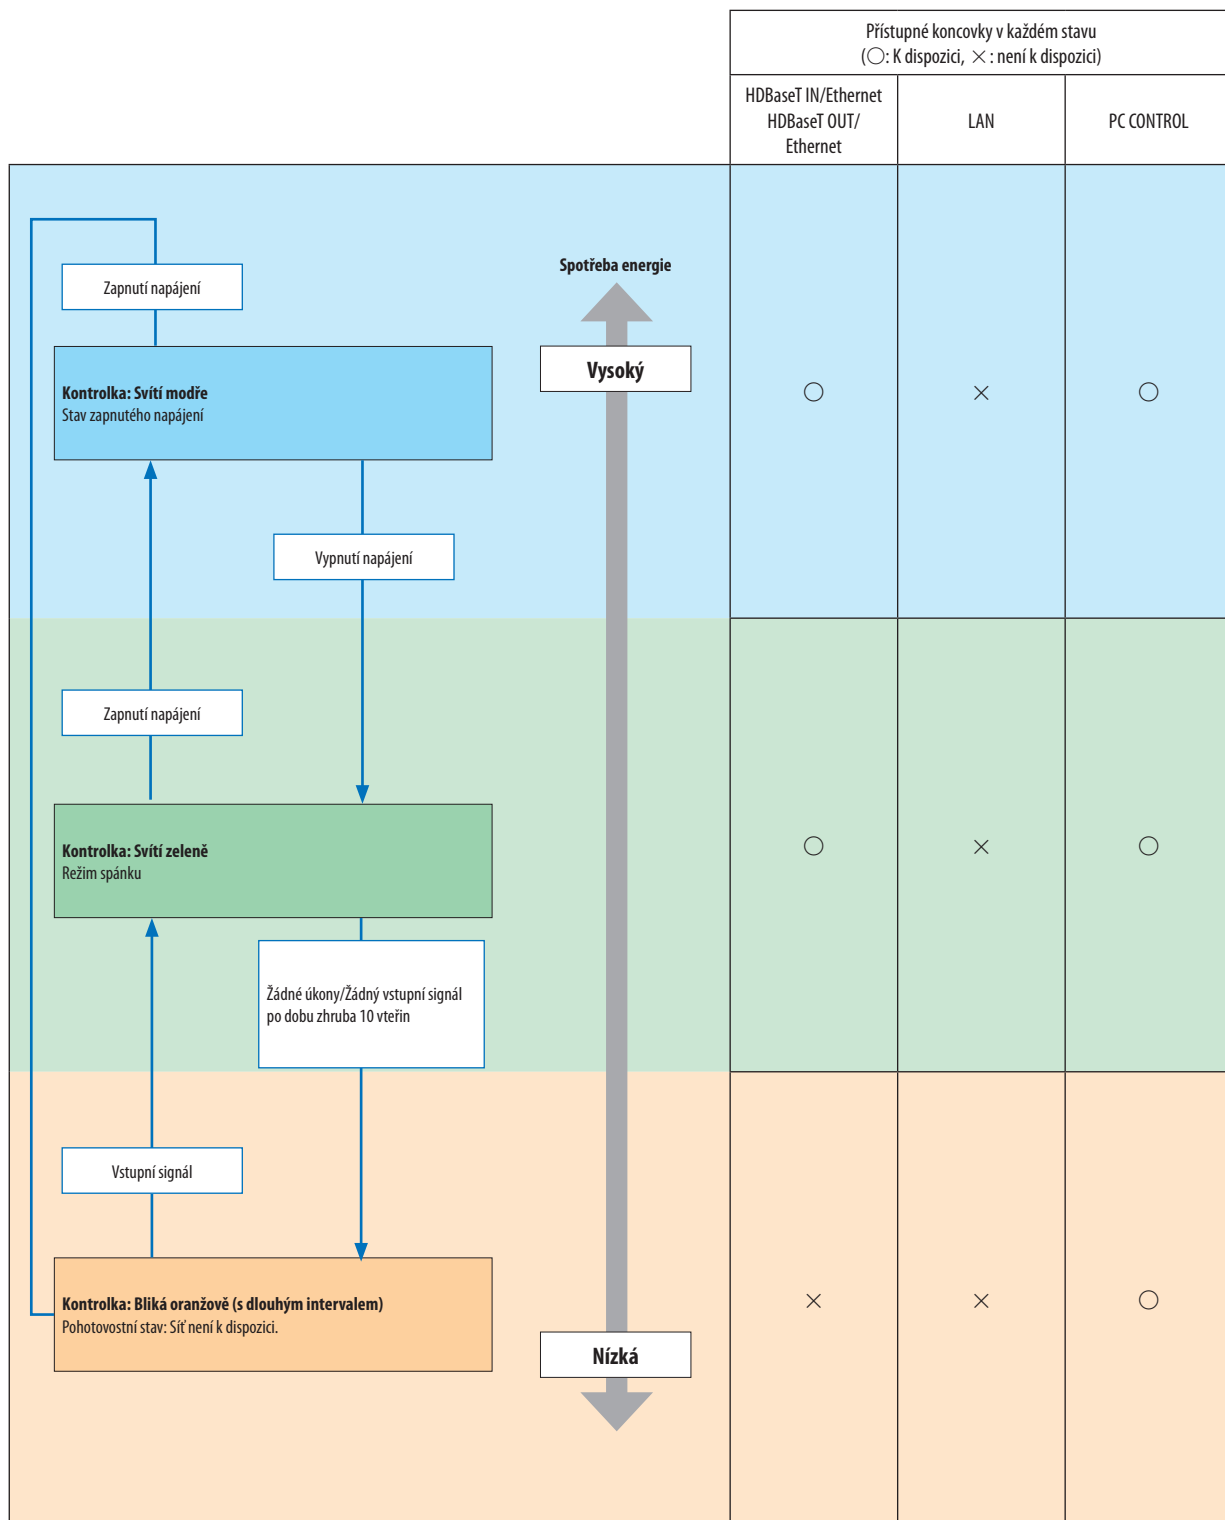 Přístupné koncovky v každém stavu
(○: K dispozici, ×: není k dispozici)
HDBaseT IN/Ethernet
HDBaseT OUT/
Ethernet
LAN
PC CONTROL
Zapnutí napájení
Spotřeba energie
Vysoký
Kontrolka: Svítí modře
Stav zapnutého napájení
○
×
○
Vypnutí napájení
Zapnutí napájení
Kontrolka: Svítí zeleně
Režim spánku
○
×
○
Žádné úkony/Žádný vstupní signál
po dobu zhruba 10 vteřin
Vstupní signál
Kontrolka: Bliká oranžově (s dlouhým intervalem)
Pohotovostní stav: Síť není k dispozici.
×
×
○
Nízká